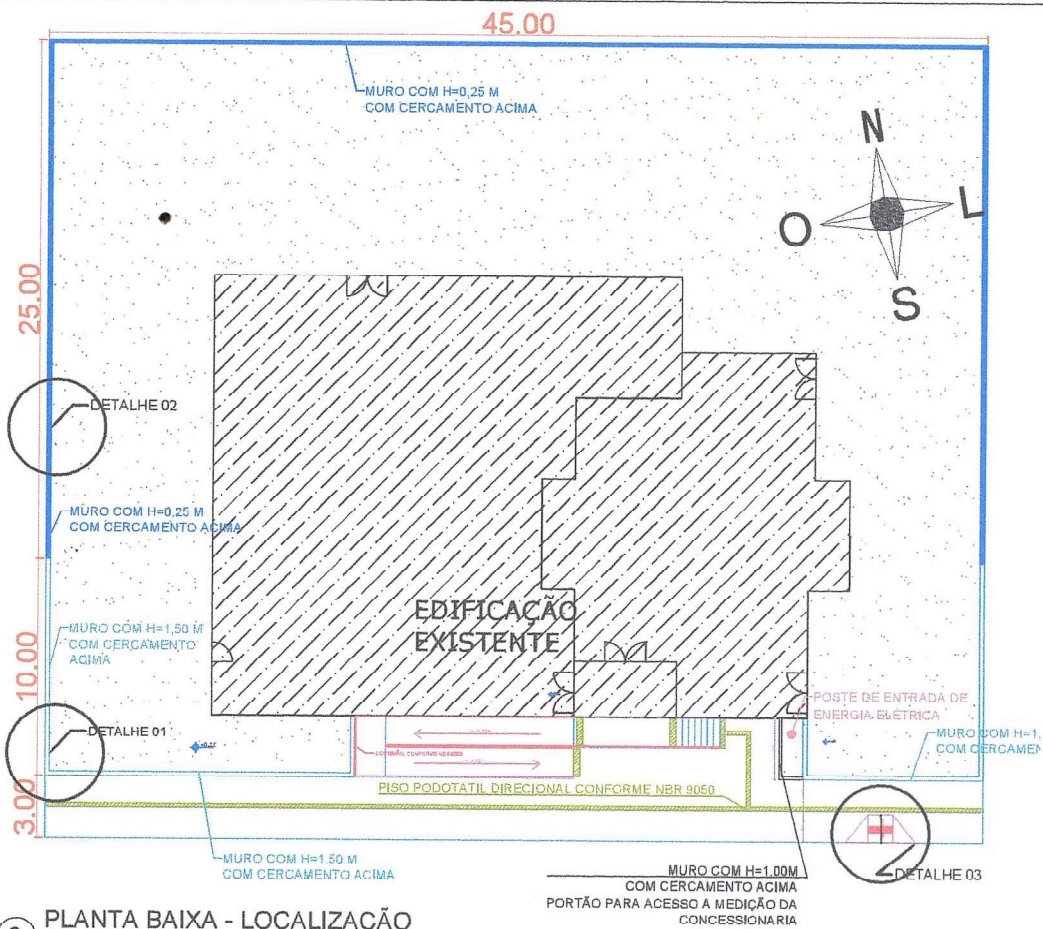 45.00
MURO COM H=0,25 M
COM CERCAMENTO ACIMA
N
O
L
S
25.00
DETALHE 02
MURO COM H=0,25 M
COM CERCAMENTO ACIMA
EDIFICAÇÃO
EXISTENTE
MURO COM H=1,50 M
COM CERCAMENTO
ACIMA
10.00
POSTE DE ENTRADA DE
ENERGIA ELÉTRICA
DETALHE 01
MURO COM H=1,
COM CERCAMEN
3.00
PISO PODOTATIL DIRECIONAL CONFORME NBR 9050
MURO COM H=1.50 M
COM CERCAMENTO ACIMA
MURO COM H=1,00M
COM CERCAMENTO ACIMA
PORTÃO PARA ACESSO A MEDIÇÃO DA
CONCESSIONARIA
DETALHE 03
PLANTA BAIXA - LOCALIZAÇÃO